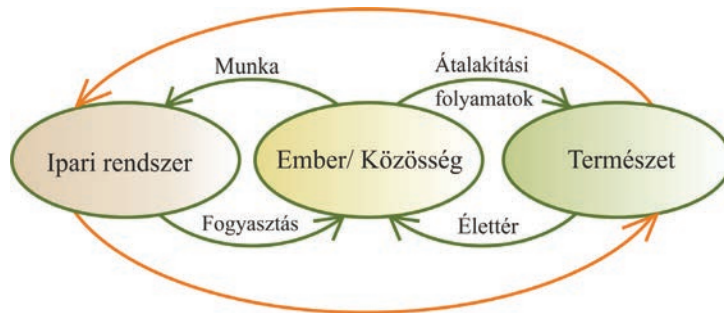 Munka
Átalakítási
folyamatok
Ipari rendszer
Ember/ Közösség
Természet
Fogyasztás
Élettér